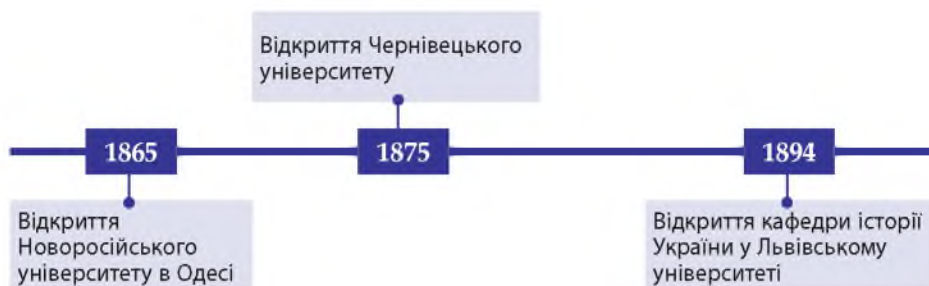 Відкриття Чернівецького
університету
1865
1875
1894
Відкриття
Новоросійського
університету в Одесі
Відкриття кафедри історії
України у Львівському
університеті